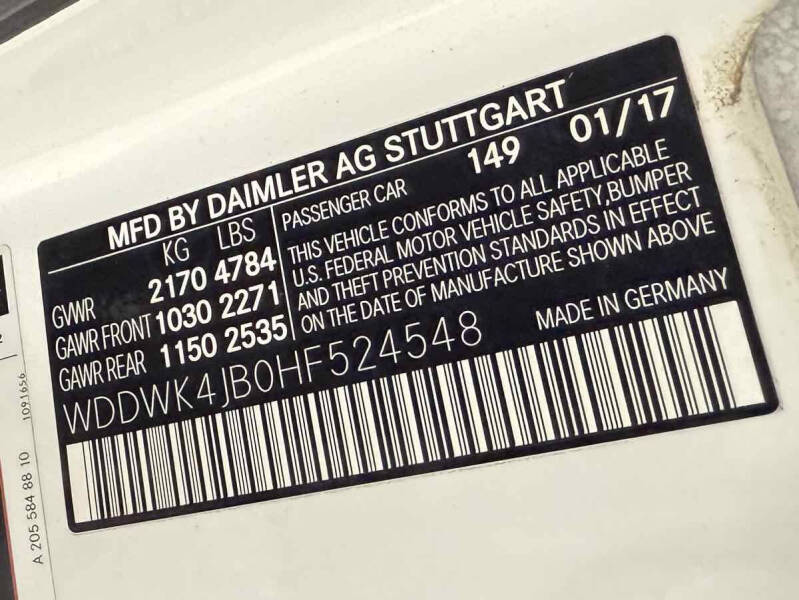 MFD BY DAIMLER AG STUTTGART
KG LBS
GVWR 2170 4784
GAWR FRONT 1030 2271
GAWR REAR 1150 2535
PASSENGER CAR 149 01/17
THIS VEHICLE CONFORMS TO ALL APPLICABLE
U.S. FEDERAL MOTOR VEHICLE SAFETY,BUMPER
AND THEFT PREVENTION STANDARDS IN EFFECT
ON THE DATE OF MANUFACTURE SHOWN ABOVE
WDDWK4JB0HF524548 MADE IN GERMANY
A 205 584 88 10 1091656